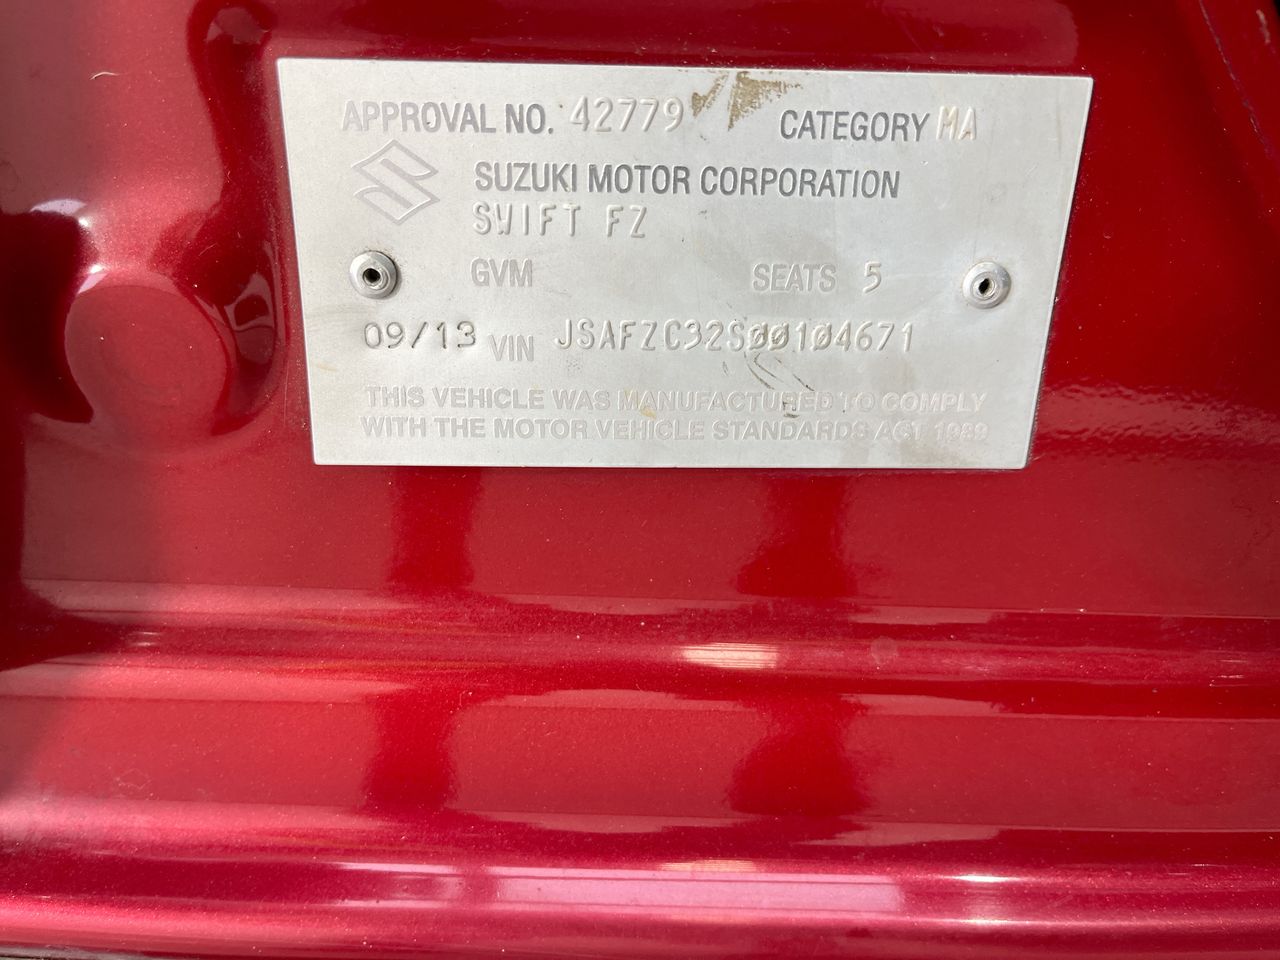 APPROVAL NO. 42779 CATEGORY MA
SUZUKI MOTOR CORPORATION
SWIFT FZ
GVM SEATS 5
09/13 VIN JSAFZC32S00104671
THIS VEHICLE WAS MANUFACTURED TO COMPLY
WITH THE MOTOR VEHICLE STANDARDS ACT 1989